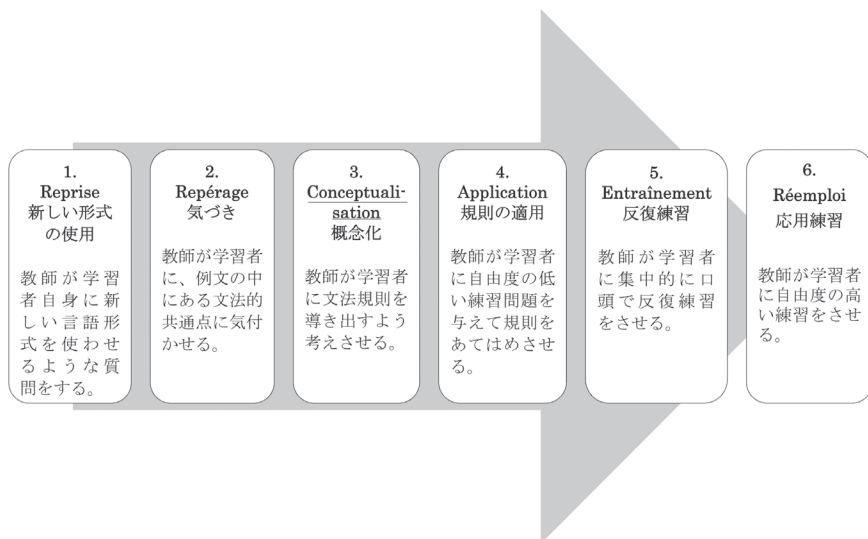 1.
Reprise
新しい形式
の使用
教師が学習
者自身に新
しい言語形
式を使わせ
るような質
問をする。
2.
Repérage
気づき
教師が学習者
に、例文の中
にある文法的
共通点に気付
かせる。
3.
Conceptuali-
sation
概念化
教師が学習者
に文法規則を
導き出すよう
考えさせる。
4.
Application
規則の適用
教師が学習者
に自由度の低
い練習問題を
与えて規則を
あてはめさせ
る。
5.
Entraînement
反復練習
教師が学習者
に集中的に口
頭で反復練習
をさせる。
6.
Réemploi
応用練習
教師が学習者
に自由度の高
い練習をさせ
る。